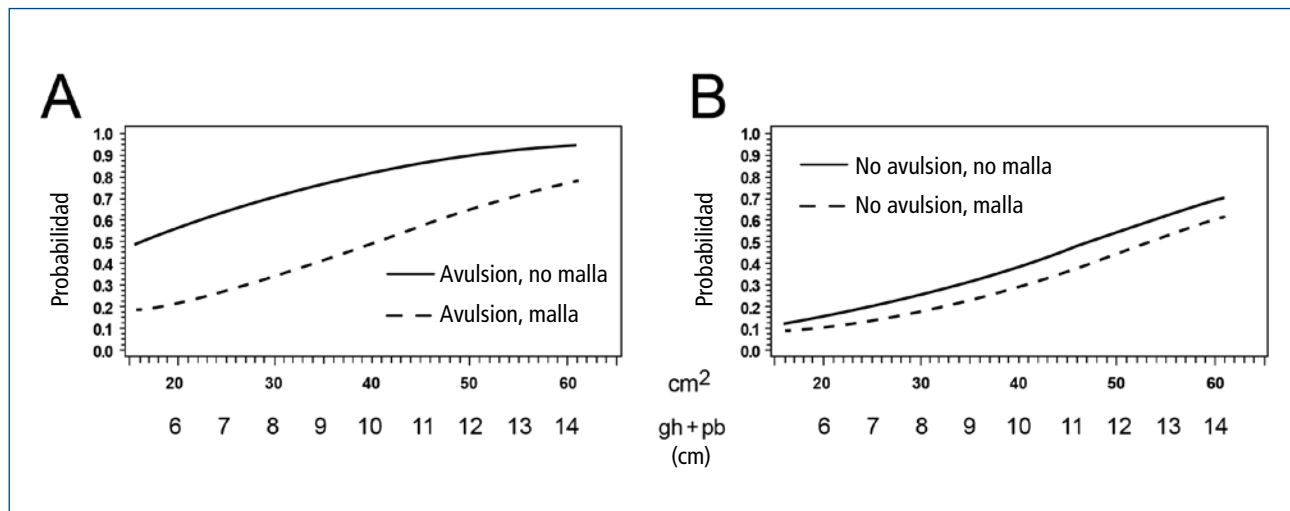 A
Probabilidad
1.0
0.9
0.8
0.7
0.6
0.5
0.4
0.3
0.2
0.1
0.0
Avulsion, no malla
Avulsion, malla
20 30 40 50 60
6 7 8 9 10 11 12 13 14
cm²
gh + pb
(cm)
B
Probabilidad
1.0
0.9
0.8
0.7
0.6
0.5
0.4
0.3
0.2
0.1
0.0
No avulsion, no malla
No avulsion, malla
20 30 40 50 60
6 7 8 9 10 11 12 13 14